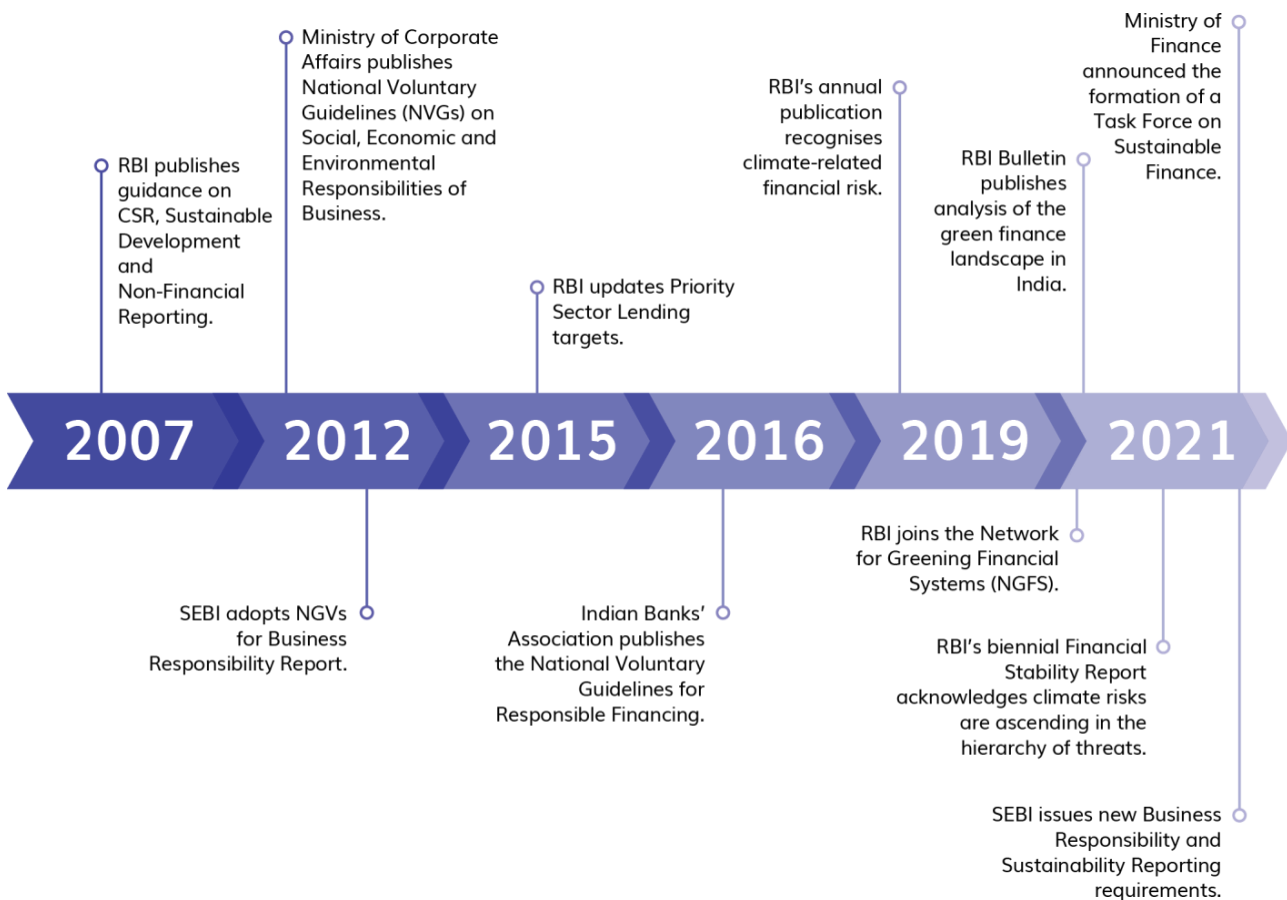 RBI publishes
guidance on
CSR, Sustainable
Development
and
Non-Financial
Reporting.
Ministry of Corporate
Affairs publishes
National Voluntary
Guidelines (NVGs) on
Social, Economic and
Environmental
Responsibilities of
Business.
RBI updates Priority
Sector Lending
targets.
RBI's annual
publication
recognises
climate-related
financial risk.
RBI Bulletin
publishes
analysis of the
green finance
landscape in
India.
Ministry of
Finance
announced the
formation of a
Task Force on
Sustainable
Finance.
2007
2012
2015
2016
2019
2021
SEBI adopts NGVs
for Business
Responsibility Report.
Indian Banks'
Association publishes
the National Voluntary
Guidelines for
Responsible Financing.
RBI joins the Network
for Greening Financial
Systems (NGFS).
RBI's biennial Financial
Stability Report
acknowledges climate risks
are ascending in the
hierarchy of threats.
SEBI issues new Business
Responsibility and
Sustainability Reporting
requirements.